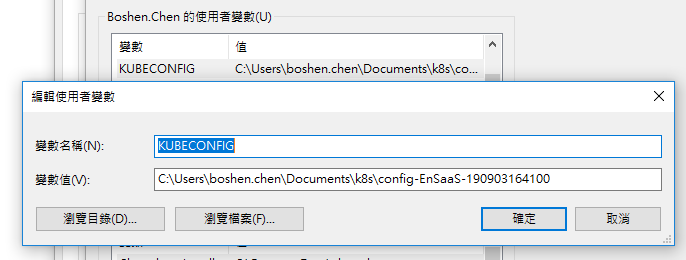 Boshen.Chen 的使用者變數(U)
變數 值
KUBECONFIG C:\Users\boshen.chen\Documents\k8s\co...
編輯使用者變數
變數名稱(N): KUBECONFIG
變數值(V): C:\Users\boshen.chen\Documents\k8s\config-EnSaaS-190903164100
瀏覽目錄(D)... 瀏覽檔案(F)... 確定 取消